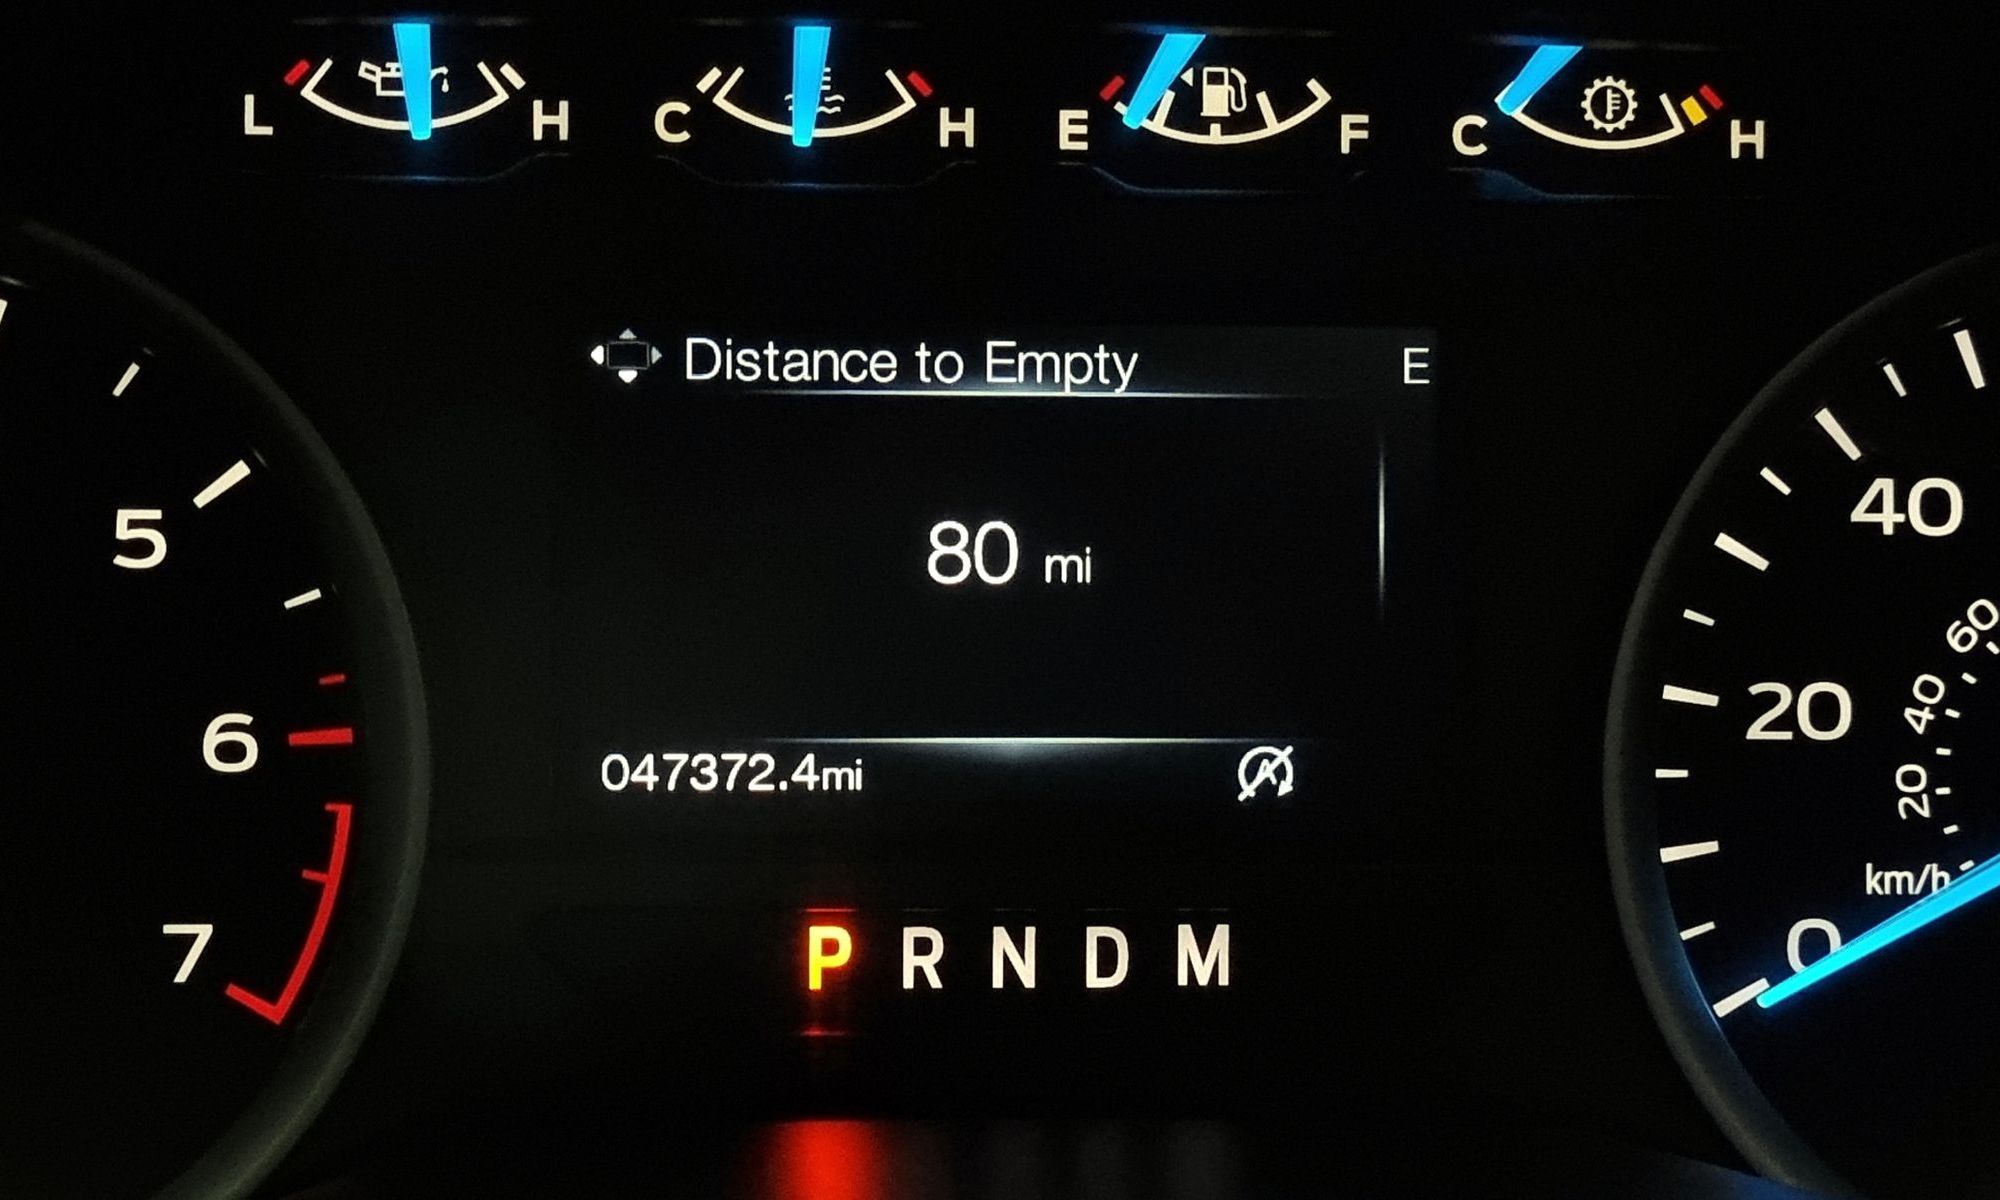 L H C H E F C H
Distance to Empty E
80 mi
047372.4mi
P R N D M
5
6
7
40
20
0
60
40
20
km/h